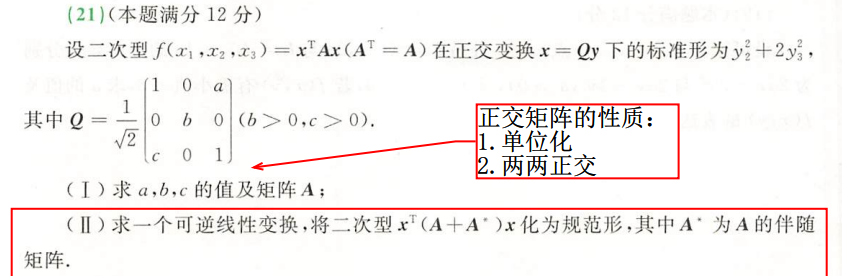 (21)(本题满分 12 分)
设二次型 f(x₁,x₂,x₃) = xᵀAx(Aᵀ = A)在正交变换 x = Qy 下的标准形为 y₂² + 2y₃²,
其中 Q = 1/√2 (1 0 a; 0 b 0; c 0 1) (b > 0,c > 0).
正交矩阵的性质:
1. 单位化
2. 两两正交
(Ⅰ)求 a,b,c 的值及矩阵 A;
(Ⅱ)求一个可逆线性变换,将二次型 xᵀ(A+A*)x 化为规范形,其中 A* 为 A 的伴随
矩阵.